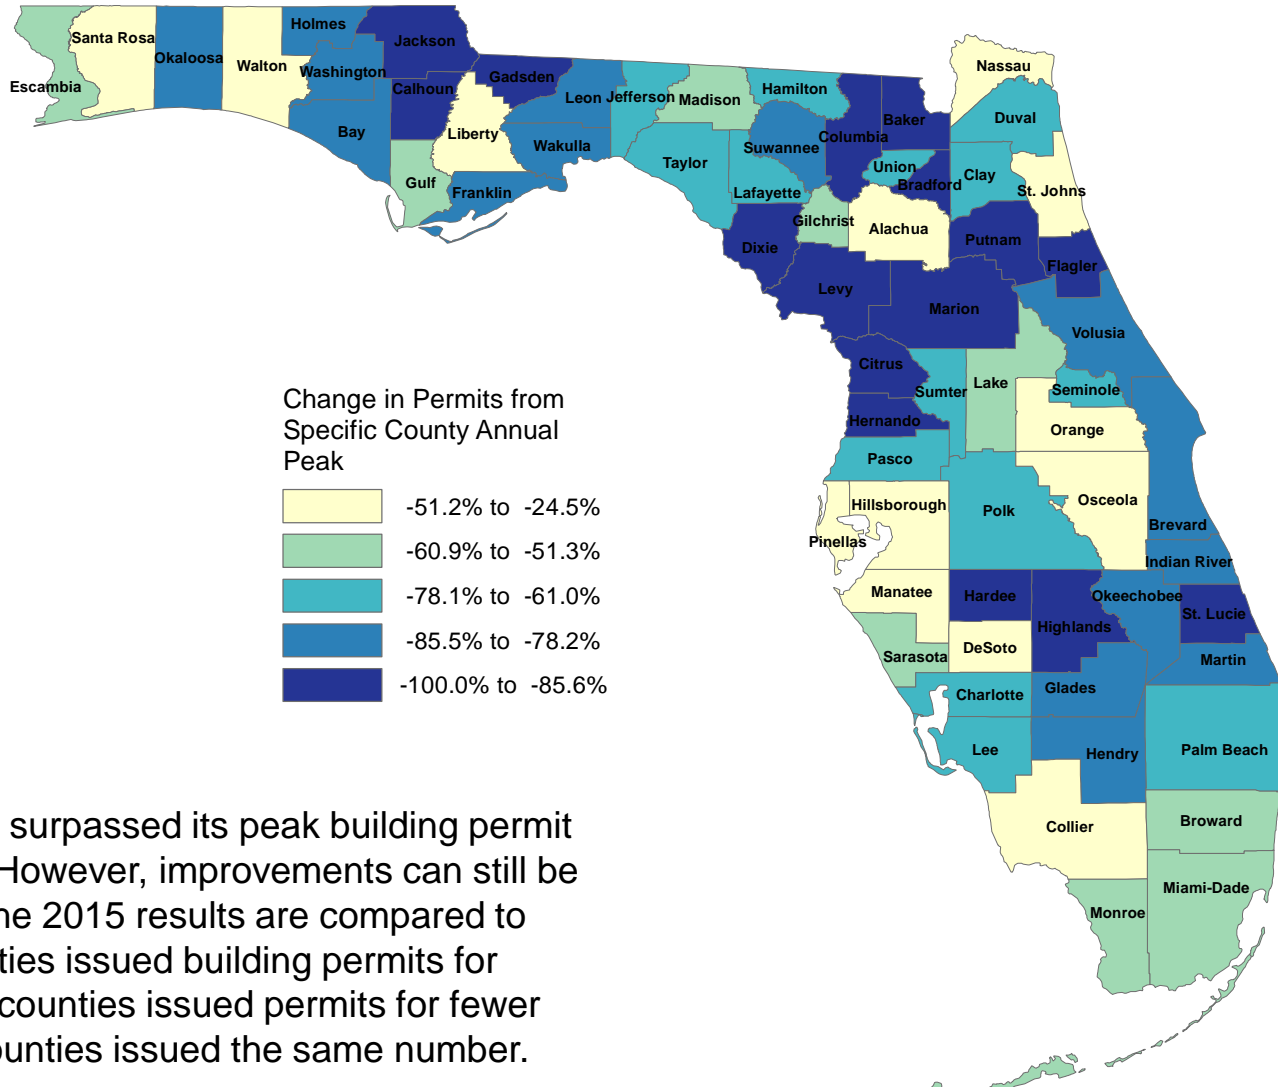 Holmes
Jackson
Santa Rosa
Okaloosa
Walton
Washington
Escambia
Calhoun
Gadsden
Leon
Jefferson
Madison
Hamilton
Nassau
Baker
Duval
Columbia
Bay
Liberty
Wakulla
Suwannee
Taylor
Union
Bradford
Clay
St. Johns
Gulf
Franklin
Lafayette
Gilchrist
Alachua
Putnam
Dixie
Flagler
Levy
Marion
Volusia
Citrus
Lake
Sumter
Seminole
Hernando
Orange
Pasco
Hillsborough
Polk
Osceola
Brevard
Pinellas
Indian River
Manatee
Hardee
Okeechobee
St. Lucie
Highlands
Sarasota
DeSoto
Martin
Charlotte
Glades
Lee
Hendry
Palm Beach
Collier
Broward
Miami-Dade
Monroe
Change in Permits from
Specific County Annual
Peak
-51.2% to -24.5%
-60.9% to -51.3%
-78.1% to -61.0%
-85.5% to -78.2%
-100.0% to -85.6%
surpassed its peak building permit
However, improvements can still be
he 2015 results are compared to
ties issued building permits for
counties issued permits for fewer
ounties issued the same number.